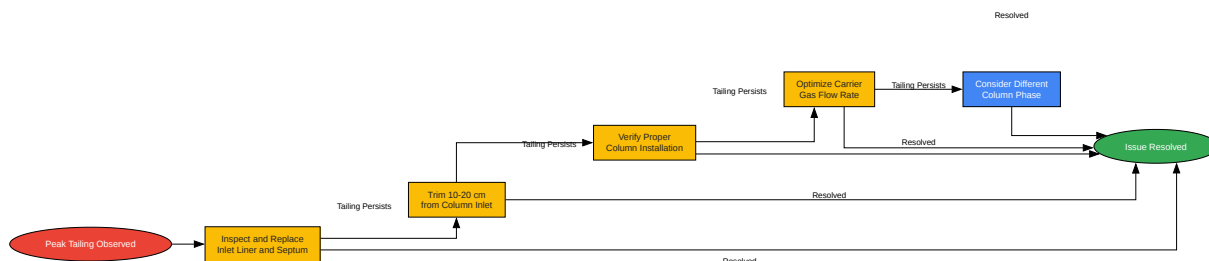 Resolved
Optimize Carrier
Gas Flow Rate
Tailing Persists
Consider Different
Column Phase
Tailing Persists
Verify Proper
Column Installation
Tailing Persists
Resolved
Issue Resolved
Trim 10-20 cm
from Column Inlet
Resolved
Tailing Persists
Peak Tailing Observed
Inspect and Replace
Inlet Liner and Septum
Resolved